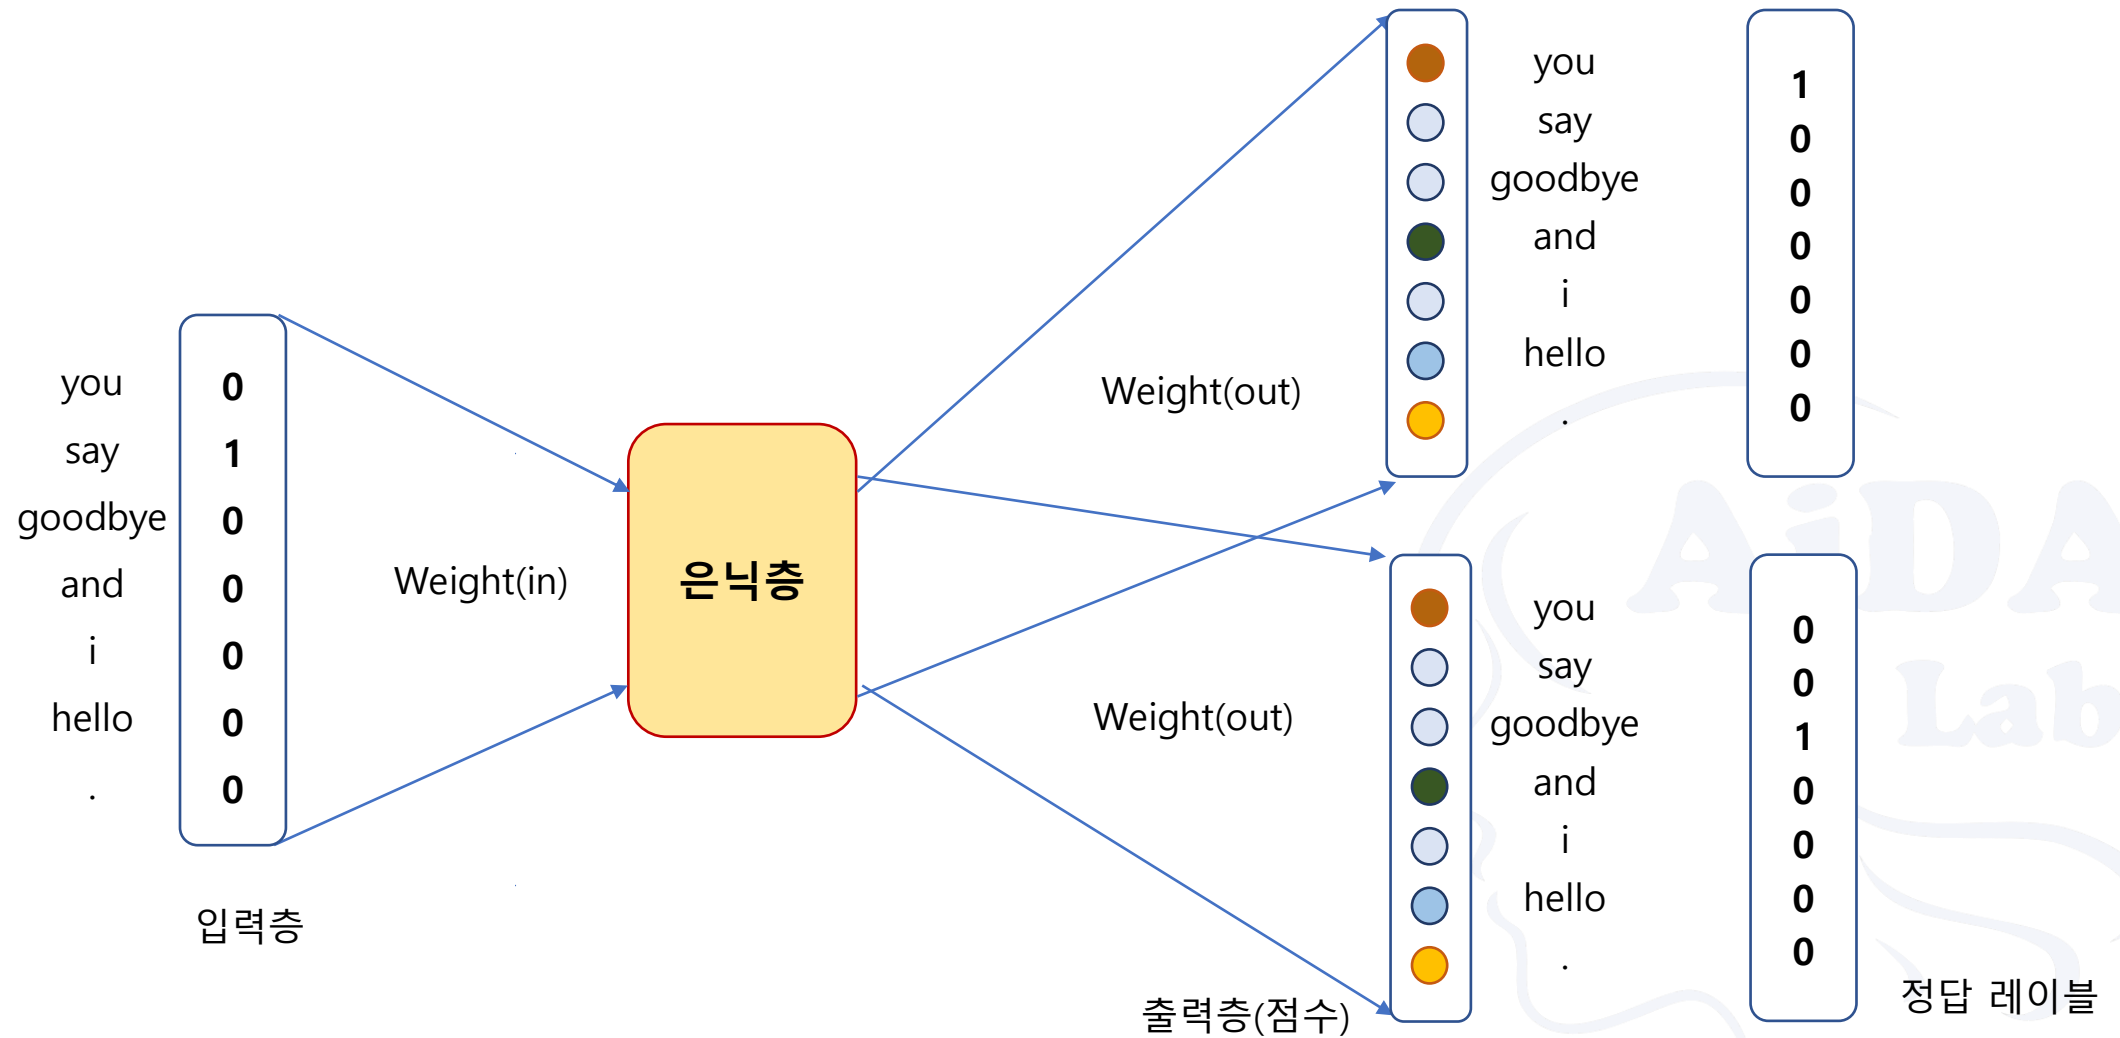 you 0
say 1
goodbye 0
and 0
i 0
hello 0
. 0
입력층
Weight(in)
은닉층
Weight(out)
Weight(out)
you
say
goodbye
and
i
hello
.
1
0
0
0
0
0
0
you
say
goodbye
and
i
hello
.
0
0
1
0
0
0
0
출력층(점수)
정답 레이블
AiDA
Lab